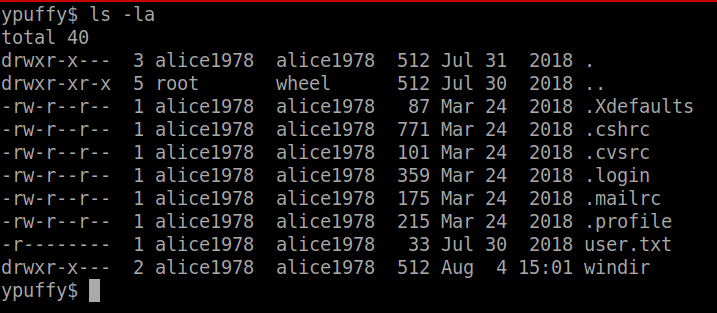 ypuffy$ ls -la
total 40
drwxr-x---  3 alice1978  alice1978  512 Jul 31  2018 .
drwxr-xr-x  5 root       wheel      512 Jul 30  2018 ..
-rw-r--r--  1 alice1978  alice1978   87 Mar 24  2018 .Xdefaults
-rw-r--r--  1 alice1978  alice1978  771 Mar 24  2018 .cshrc
-rw-r--r--  1 alice1978  alice1978  101 Mar 24  2018 .cvsrc
-rw-r--r--  1 alice1978  alice1978  359 Mar 24  2018 .login
-rw-r--r--  1 alice1978  alice1978  175 Mar 24  2018 .mailrc
-rw-r--r--  1 alice1978  alice1978  215 Mar 24  2018 .profile
-r--------  1 alice1978  alice1978   33 Jul 30  2018 user.txt
drwxr-x---  2 alice1978  alice1978  512 Aug  4 15:01 windir
ypuffy$